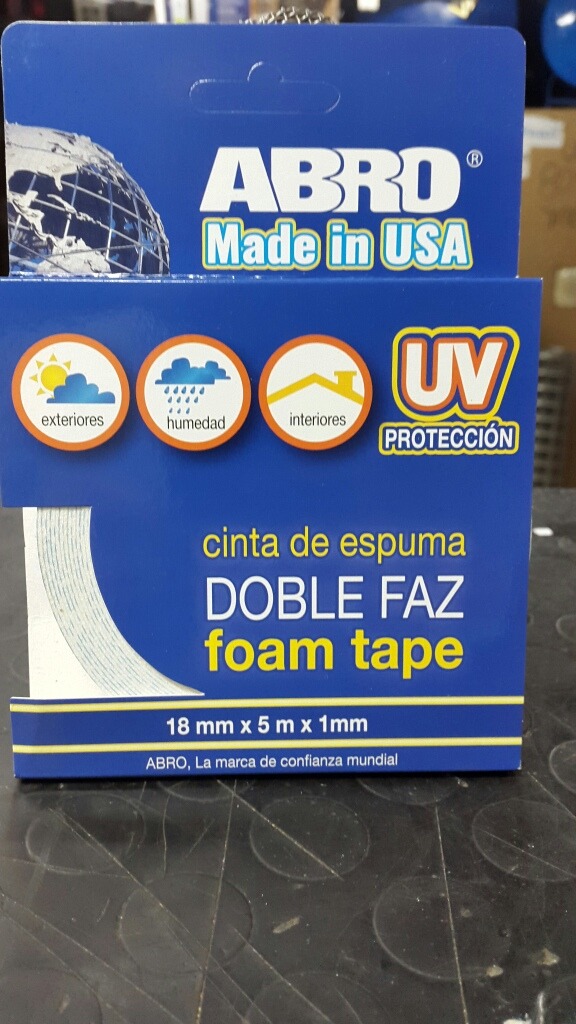 ABRO®
Made in USA
exteriores
humedad
interiores
UV
PROTECCIÓN
cinta de espuma
DOBLE FAZ
foam tape
18 mm x 5 m x 1mm
ABRO, La marca de confianza mundial